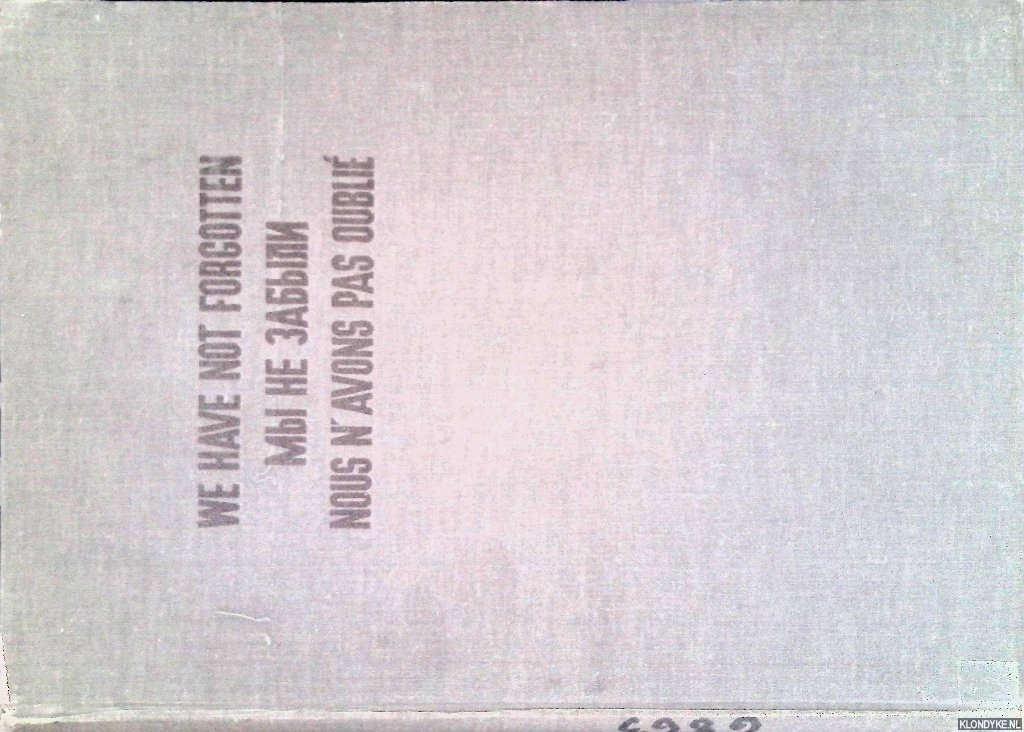 WE HAVE NOT FORGOTTEN
МЫ НЕ ЗАБЫЛИ
NOUS N'AVONS PAS OUBLIÉ
KLONDYKE.NL